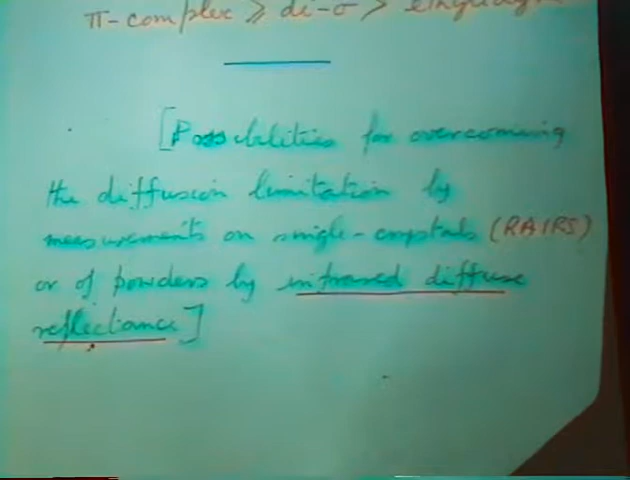 π-complex ⩾ di-σ >
[Possibilities for overcoming
the diffusion limitation by
measurements on single-crystals (RAIRS)
or of powders by infrared diffuse
reflectance]